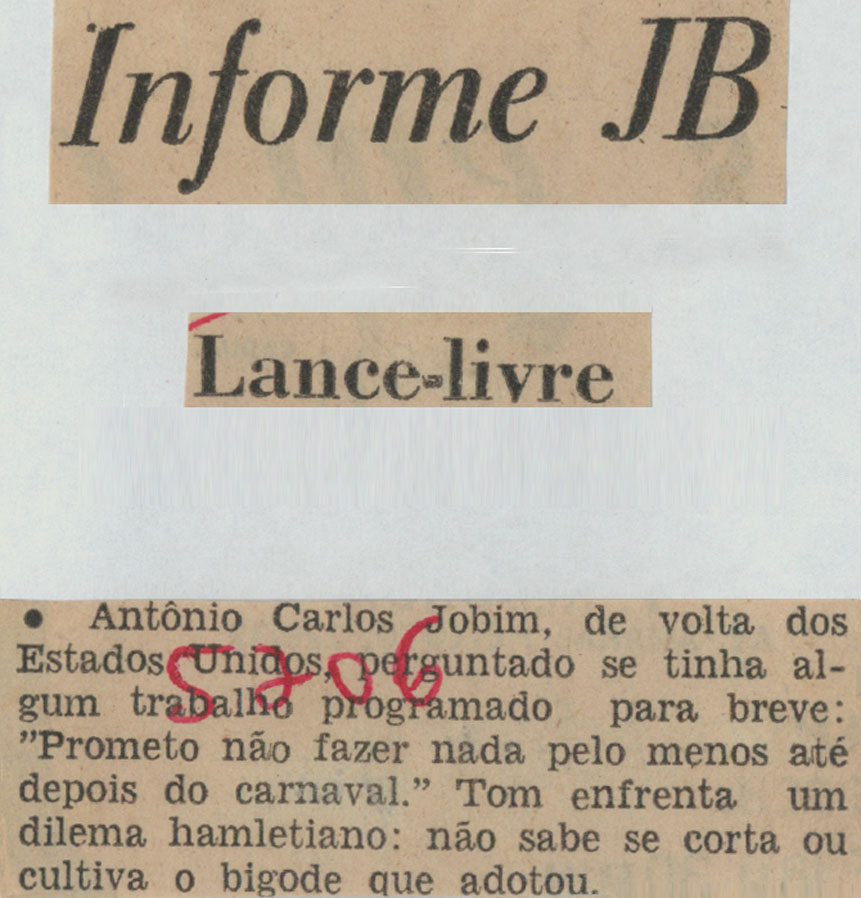 Informe JB
Lance-livre
• Antônio Carlos Jobim, de volta dos
Estados Unidos, perguntado se tinha al-
gum trabalho programado para breve:
"Prometo não fazer nada pelo menos até
depois do carnaval." Tom enfrenta um
dilema hamletiano: não sabe se corta ou
cultiva o bigode que adotou.
5706